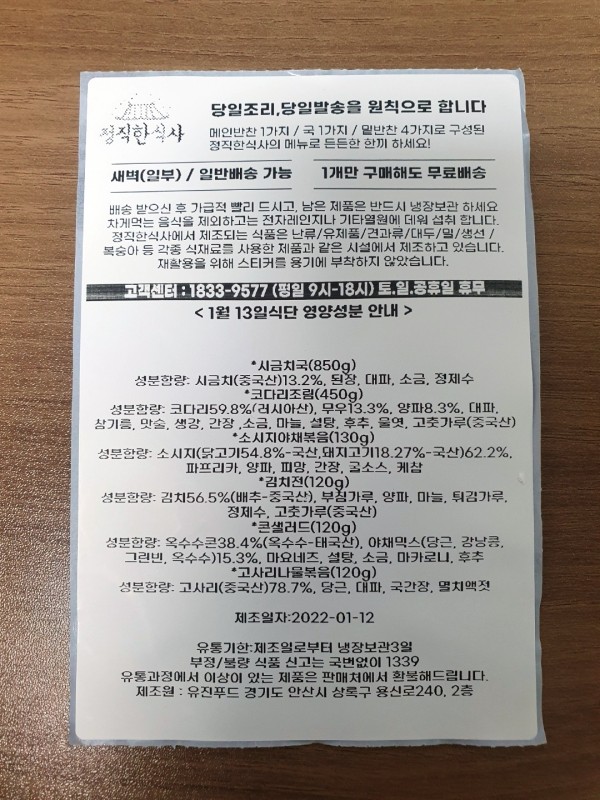 정직한식사
당일조리,당일발송을 원칙으로 합니다
메인반찬 1가지 / 국 1가지 / 밑반찬 4가지로 구성된
정직한식사의 메뉴로 든든한 한끼 하세요!
새벽(일부) / 일반배송 가능
1개만 구매해도 무료배송
배송 받으신 후 가급적 빨리 드시고, 남은 제품은 반드시 냉장보관 하세요
차게먹는 음식을 제외하고는 전자레인지나 기타열원에 데워 섭취 합니다.
정직한식사에서 제조되는 식품은 난류/유제품/견과류/대두/밀/생선/
복숭아 등 각종 식재료를 사용한 제품과 같은 시설에서 제조하고 있습니다.
재활용을 위해 스티커를 용기에 부착하지 않았습니다.
고객센터 : 1833-9577 (평일 9시-18시) 토.일.공휴일 휴무
< 1월 13일식단 영양성분 안내 >
*시금치국(850g)
성분함량: 시금치(중국산)13.2%, 된장, 대파, 소금, 정제수
*코다리조림(450g)
성분함량: 코다리59.8%(러시아산), 무우13.3%, 양파8.3%, 대파,
참기름, 맛술, 생강, 간장 ,소금, 마늘, 설탕, 후추, 물엿, 고춧가루(중국산)
*소시지야채볶음(130g)
성분함량: 소시지(닭고기54.8%-국산,돼지고기18.27%-국산)62.2%,
파프리카, 양파, 피망, 간장, 굴소스, 케찹
*김치전(120g)
성분함량: 김치56.5%(배추-중국산), 부침가루, 양파, 마늘, 튀김가루,
정제수, 고춧가루(중국산)
*콘샐러드(120g)
성분함량: 옥수수콘38.4%(옥수수-태국산), 야채믹스(당근, 강낭콩,
그린빈, 옥수수)15.3%, 마요네즈, 설탕, 소금, 마카로니, 후추
*고사리나물볶음(120g)
성분함량: 고사리(중국산)78.7%, 당근, 대파, 국간장, 멸치액젓
제조일자:2022-01-12
유통기한:제조일로부터 냉장보관3일
부정/불량 식품 신고는 국번없이 1339
유통과정에서 이상이 있는 제품은 판매처에서 환불해드립니다.
제조원 : 유진푸드 경기도 안산시 상록구 용신로240, 2층